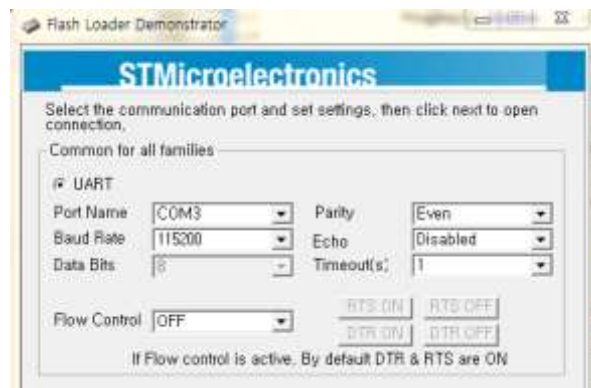 Flash Loader Demonstrator
STMicroelectronics
Select the communication port and set settings, then click next to open
connection,
Common for all families
UART
Port Name COM3 Parity Even
Baud Rate 115200 Echo Disabled
Data Bits 8 Timeout(s) 1
RTS ON RTS OFF
Flow Control OFF
DTR ON DTR OFF
If Flow control is active, By default DTR & RTS are ON